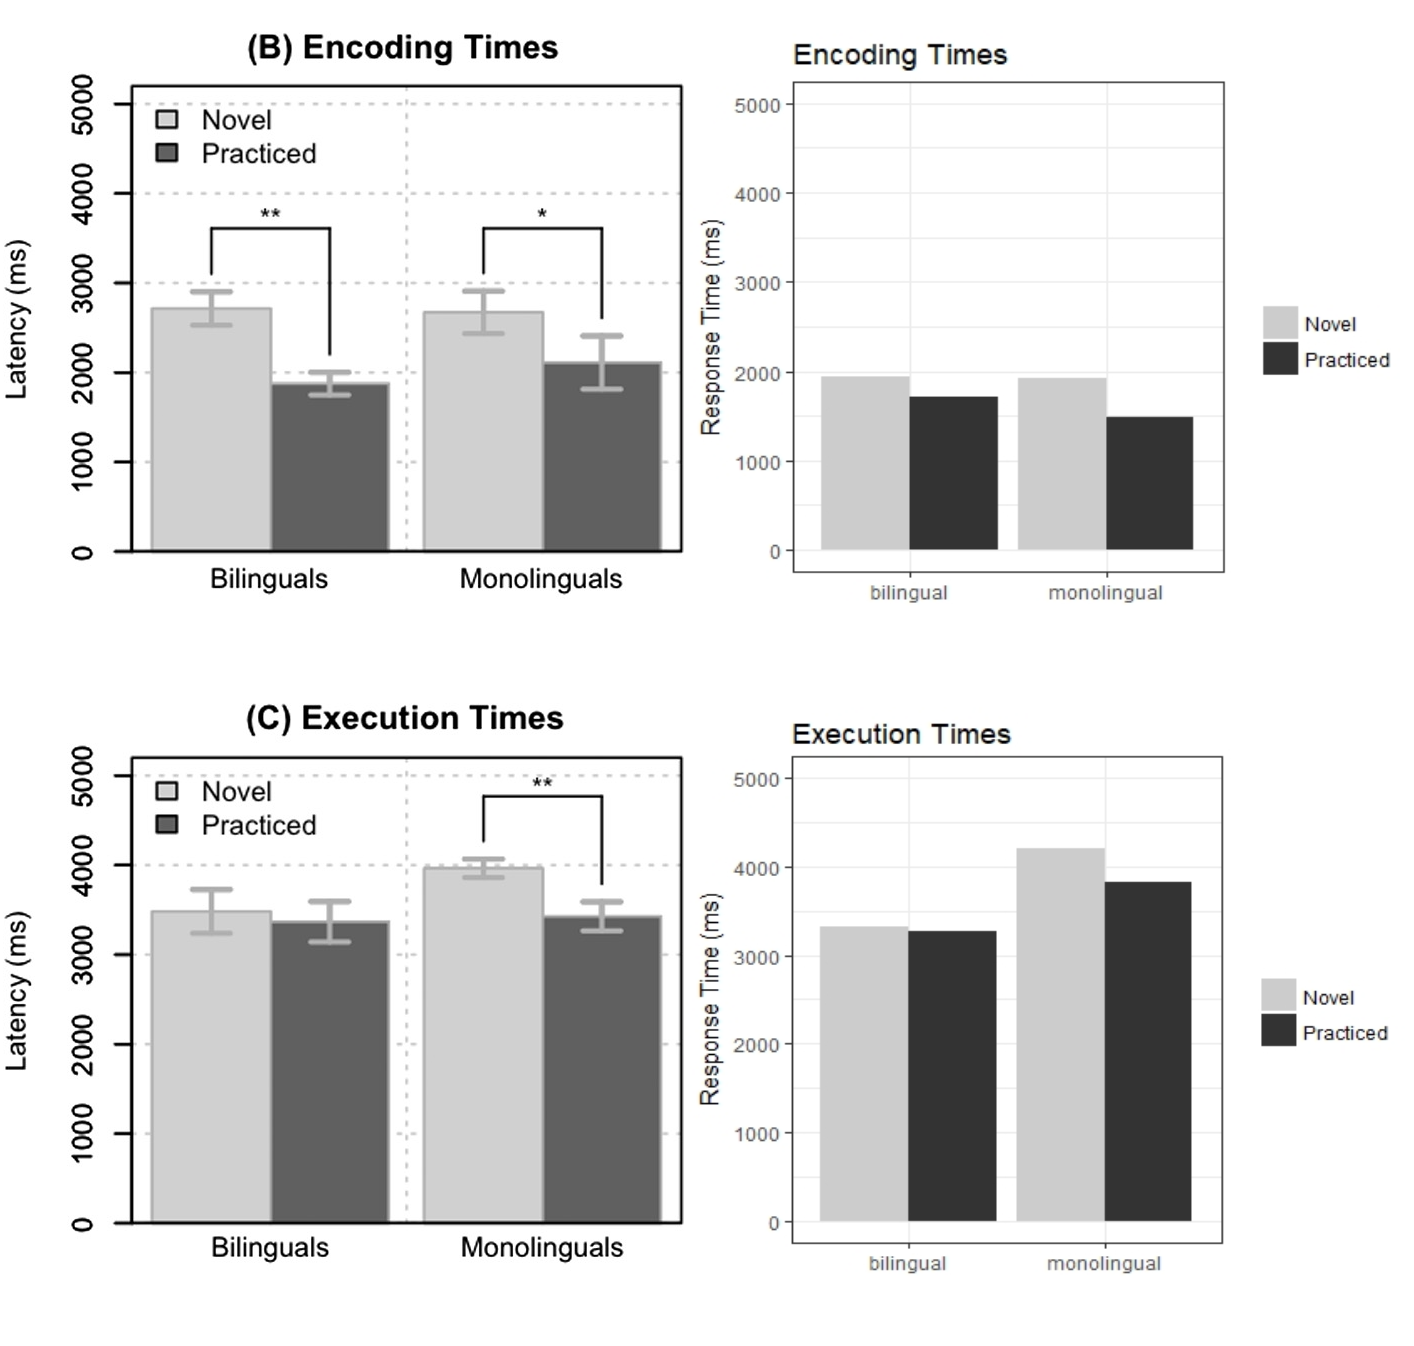 (B) Encoding Times
Latency (ms)
5000
4000
3000
2000
1000
0
Novel
Practiced
**
*
Bilinguals
Monolinguals
Encoding Times
Response Time (ms)
5000
4000
3000
2000
1000
0
bilingual
monolingual
Novel
Practiced
(C) Execution Times
Latency (ms)
5000
4000
3000
2000
1000
0
Novel
Practiced
**
Bilinguals
Monolinguals
Execution Times
Response Time (ms)
5000
4000
3000
2000
1000
0
bilingual
monolingual
Novel
Practiced